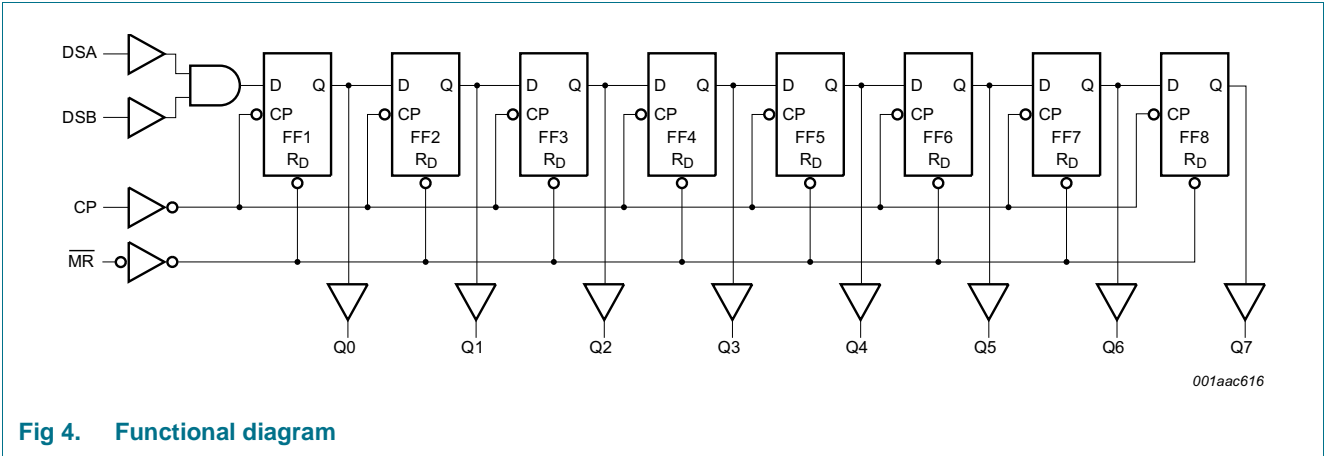 DSA
DSB
D Q D Q D Q D Q D Q D Q D Q D Q
CP CP CP CP CP CP CP CP
FF1 FF2 FF3 FF4 FF5 FF6 FF7 FF8
RD RD RD RD RD RD RD RD
CP
MR
Q0 Q1 Q2 Q3 Q4 Q5 Q6 Q7
001aac616
Fig 4. Functional diagram